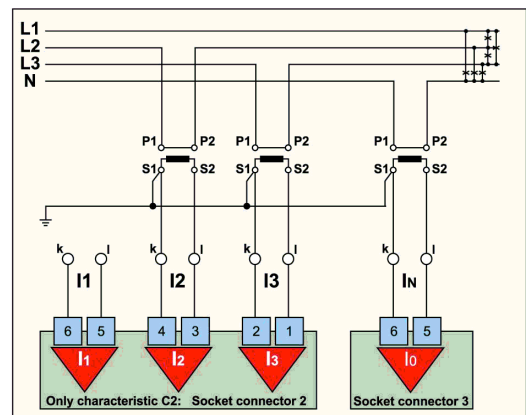 L1
L2
L3
N
P1 P2 P1 P2 P1 P2
S1 S2 S1 S2 S1 S2
k l k l k l k l
I1 I2 I3 IN
6 5 4 3 2 1 6 5
I1 I2 I3 I0
Only characteristic C2: Socket connector 2 Socket connector 3